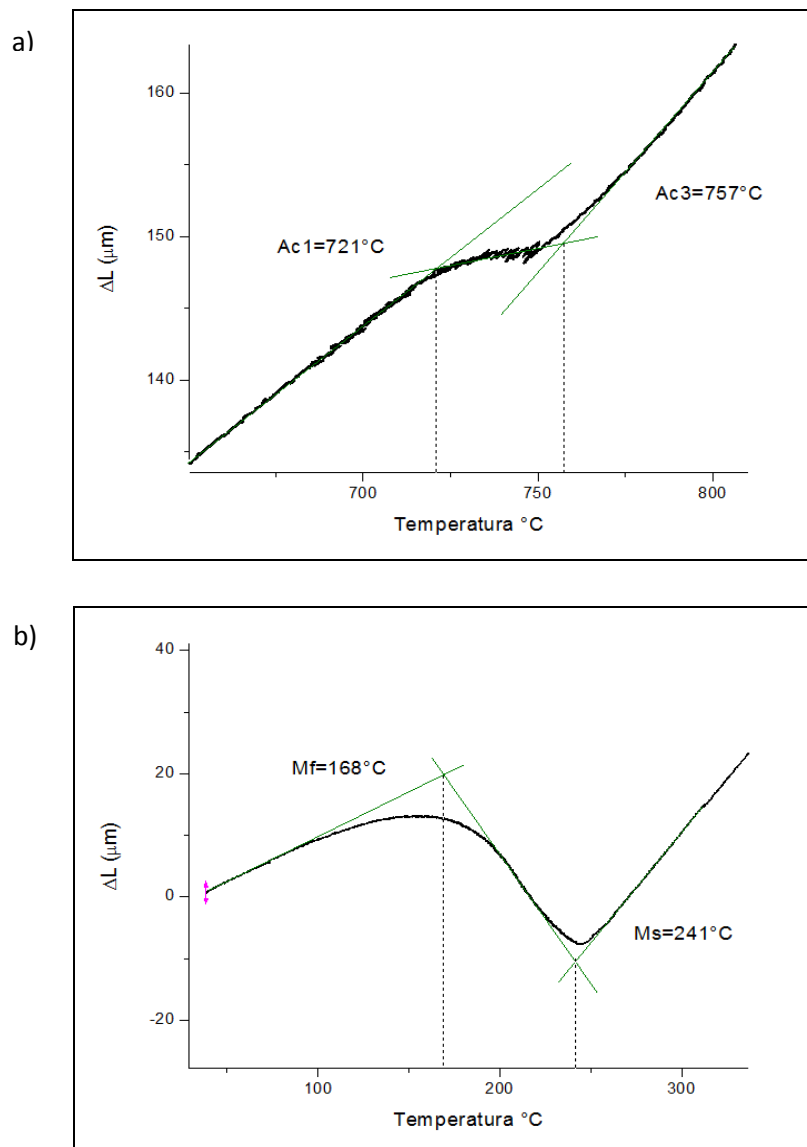 a)
160
150
140
ΔL (μm)
Ac1=721°C
Ac3=757°C
700
750
800
Temperatura °C
b)
40
20
0
-20
ΔL (μm)
Mf=168°C
Ms=241°C
100
200
300
Temperatura °C